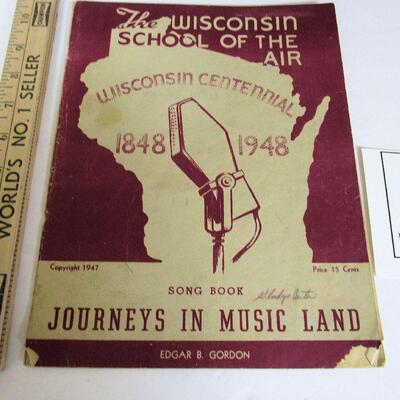 The WISCONSIN
SCHOOL OF THE
AIR
WISCONSIN CENTENNIAL
1848 1948
Copyright 1947
Price 15 Cents
SONG BOOK
Gladys
JOURNEYS IN MUSIC LAND
EDGAR B. GORDON
WORLD'S NO. 1 SELLER